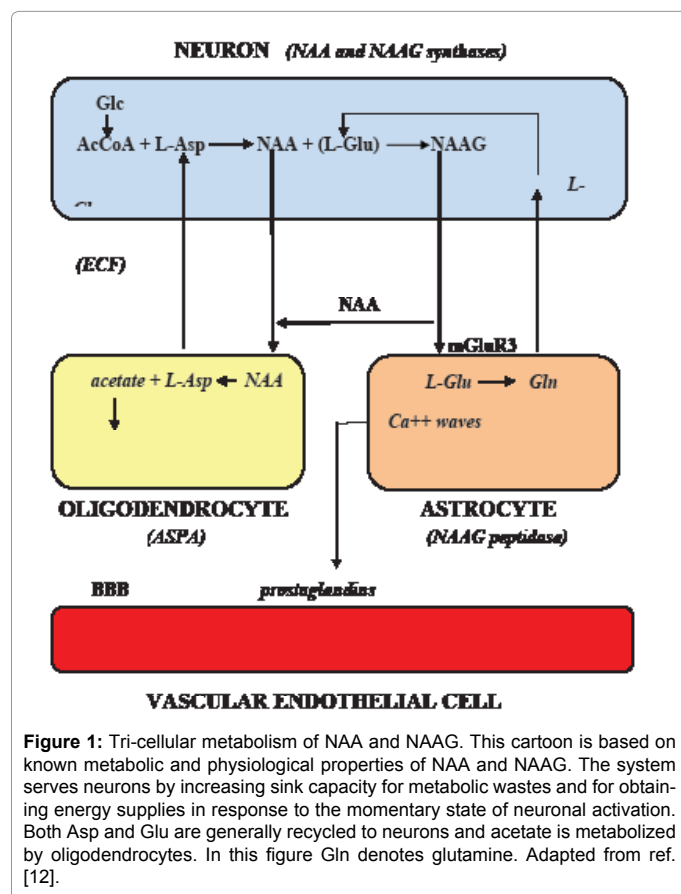 NEURON (NAA and NAAG synthases)
Glc
AcCoA + L-Asp NAA + (L-Glu) NAAG
L-
(ECF)
NAA
mGluR3
acetate + L-Asp NAA
L-Glu Gln
Ca++ waves
OLIGODENDROCYTE
(ASPA)
ASTROCYTE
(NAAG peptidase)
BBB prostaglandins
VASCULAR ENDOTHELIAL CELL
Figure 1: Tri-cellular metabolism of NAA and NAAG. This cartoon is based on
known metabolic and physiological properties of NAA and NAAG. The system
serves neurons by increasing sink capacity for metabolic wastes and for obtain-
ing energy supplies in response to the momentary state of neuronal activation.
Both Asp and Glu are generally recycled to neurons and acetate is metabolized
by oligodendrocytes. In this figure Gln denotes glutamine. Adapted from ref.
[12].